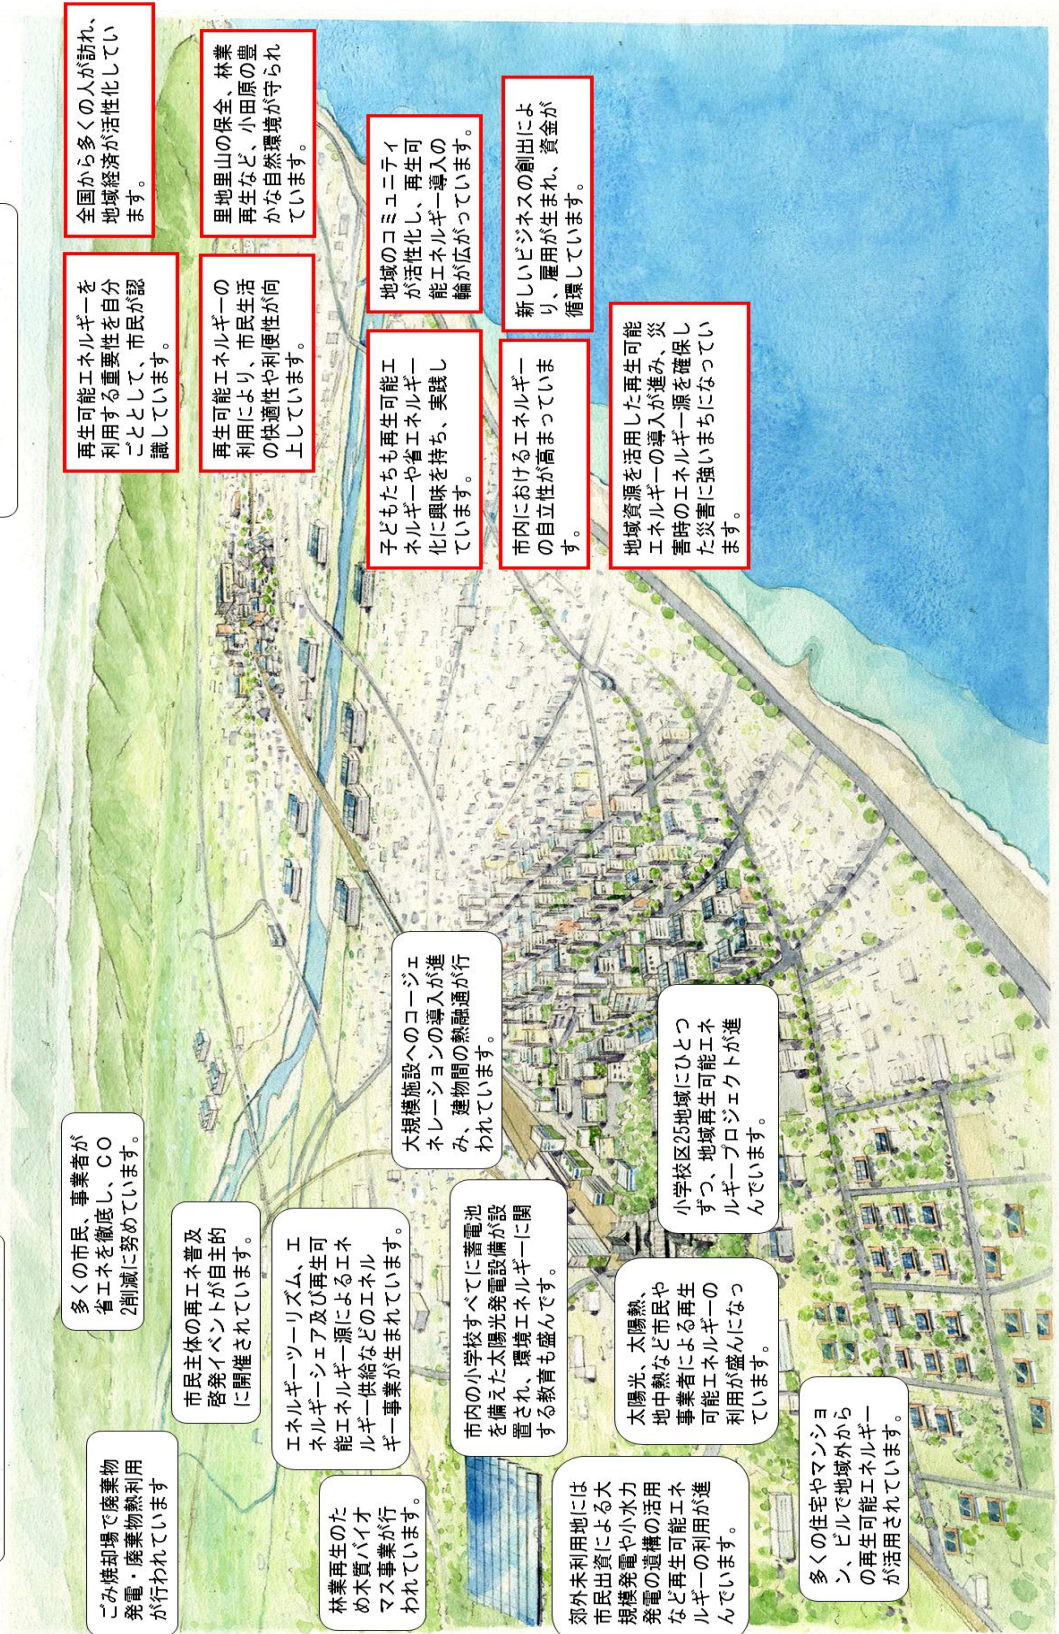 ごみ焼却場で廃棄物
発電・廃棄物熱利用
が行われています
多くの市民、事業者が
省エネを徹底し、ＣＯ
2削減に努めています。
再生可能エネルギーを
利用する重要性を自分
ごととして、市民が認
識しています。
全国から多くの人が訪れ、
地域経済が活性化してい
ます。
市民主体の再エネ普及
啓発イベントが自主的
に開催されています。
再生可能エネルギーの
利用により、市民生活
の快適性や利便性が向
上しています。
里地里山の保全、林業
再生など、小田原の豊
かな自然環境が守られ
ています。
エネルギーツーリズム、エ
ネルギーシェア及び再生可
能エネルギー源によるエネ
ルギー供給などのエネル
ギー事業が生まれています。
林業再生のた
め木質バイオ
マス事業が行
われています。
大規模施設へのコージェ
ネレーションの導入が進
み、建物間の熱融通が行
われています。
子どもたちも再生可能エ
ネルギーや省エネルギー
化に興味を持ち、実践し
ています。
地域のコミュニティ
が活性化し、再生可
能エネルギー導入の
輪が広がっています。
市内の小学校すべてに蓄電池
を備えた太陽光発電設備が設
置され、環境エネルギーに関
する教育も盛んです。
市内におけるエネルギー
の自立性が高まっていま
す。
新しいビジネスの創出によ
り、雇用が生まれ、資金が
循環しています。
郊外未利用地には
市民出資による大
規模発電や小水力
発電の遺構の活用
など再生可能エネ
ルギーの利用が進
んでいます。
太陽光、太陽熱、
地中熱など市民や
事業者による再生
可能エネルギーの
利用が盛んになっ
ています。
小学校区25地域にひとつ
ずつ、地域再生可能エネ
ルギープロジェクトが進
んでいます。
地域資源を活用した再生可能
エネルギーの導入が進み、災
害時のエネルギー源を確保し
た災害に強いまちになってい
ます。
多くの住宅やマンショ
ン、ビルで地域外から
の再生可能エネルギー
が活用されています。